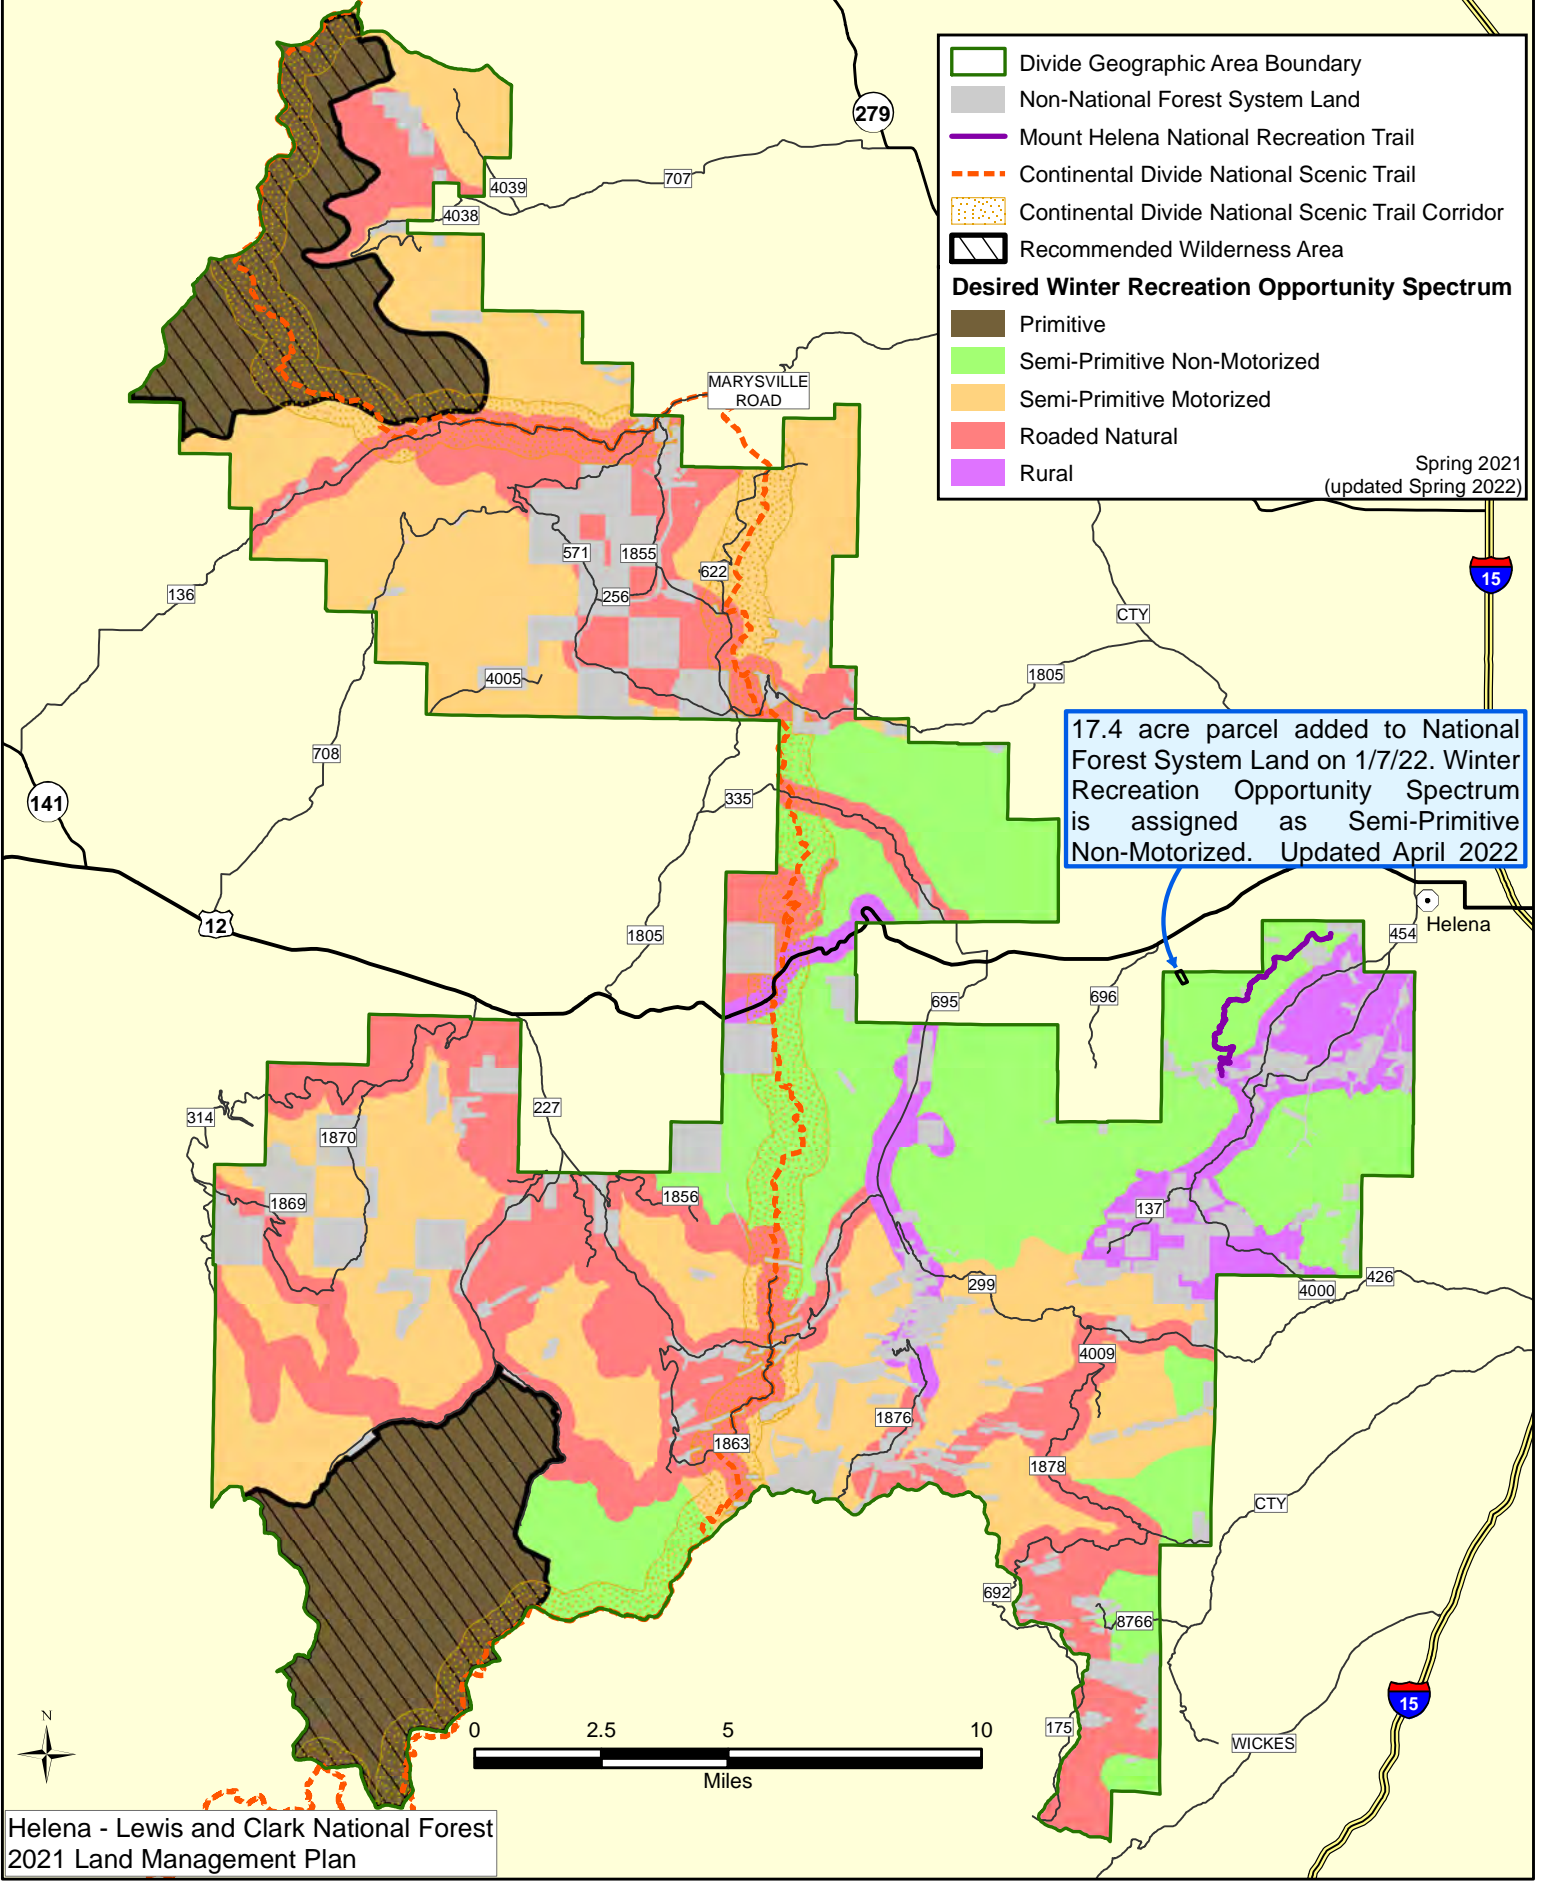 Divide Geographic Area Boundary
Non-National Forest System Land
Mount Helena National Recreation Trail
Continental Divide National Scenic Trail
Continental Divide National Scenic Trail Corridor
Recommended Wilderness Area
Desired Winter Recreation Opportunity Spectrum
Primitive
Semi-Primitive Non-Motorized
Semi-Primitive Motorized
Roaded Natural
Rural
Spring 2021
(updated Spring 2022)
279
707
4039
4038
MARYSVILLE
ROAD
571
1855
622
256
15
136
CTY
4005
1805
708
17.4 acre parcel added to National
Forest System Land on 1/7/22. Winter
Recreation Opportunity Spectrum
is assigned as Semi-Primitive
Non-Motorized. Updated April 2022
141
335
12
1805
454
Helena
695
696
314
227
1870
1869
1856
137
299
426
4000
4009
1876
1863
1878
CTY
692
8766
175
WICKES
15
N
0 2.5 5 10
Miles
Helena - Lewis and Clark National Forest
2021 Land Management Plan